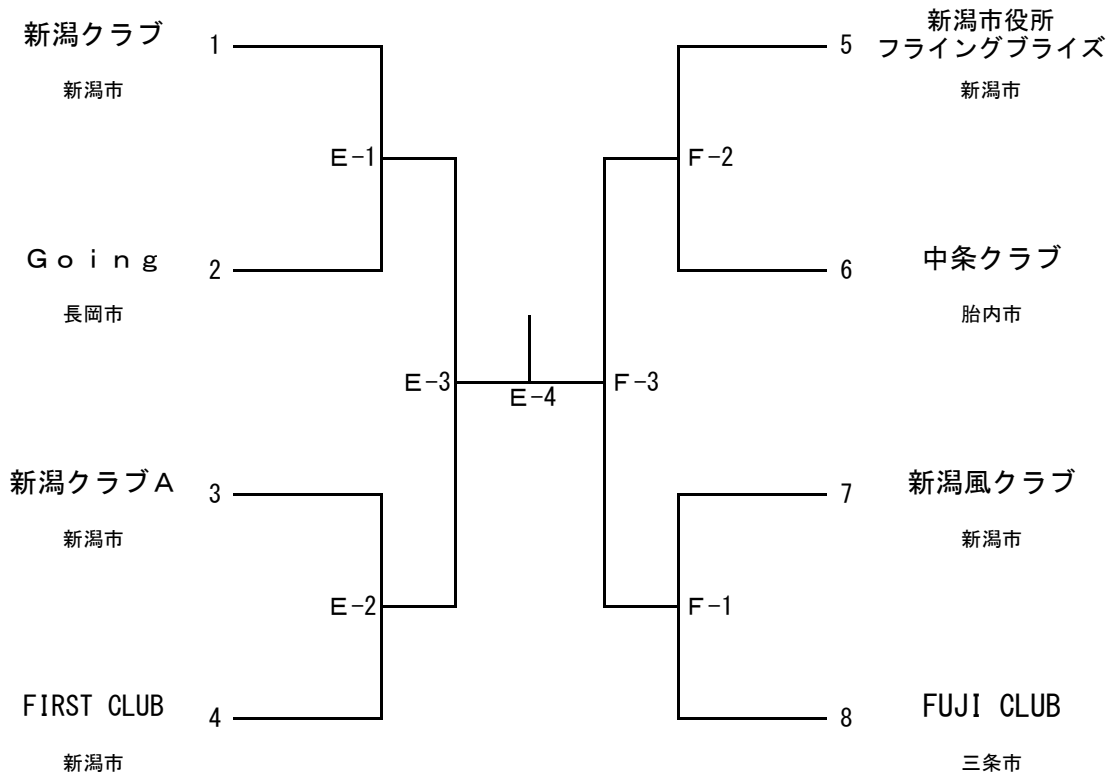 新潟クラブ 1
新潟市
E-1
Going 2
長岡市
E-3
新潟クラブA 3
新潟市
E-2
FIRST CLUB 4
新潟市
E-4
5 新潟市役所
フライングブライズ
新潟市
F-2
6 中条クラブ
胎内市
F-3
7 新潟風クラブ
新潟市
F-1
8 FUJI CLUB
三条市